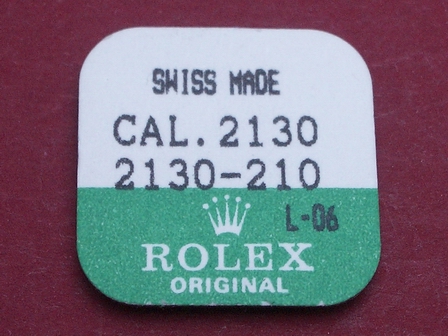 SWISS MADE
CAL. 2130
2130-210
L-06
ROLEX
ORIGINAL